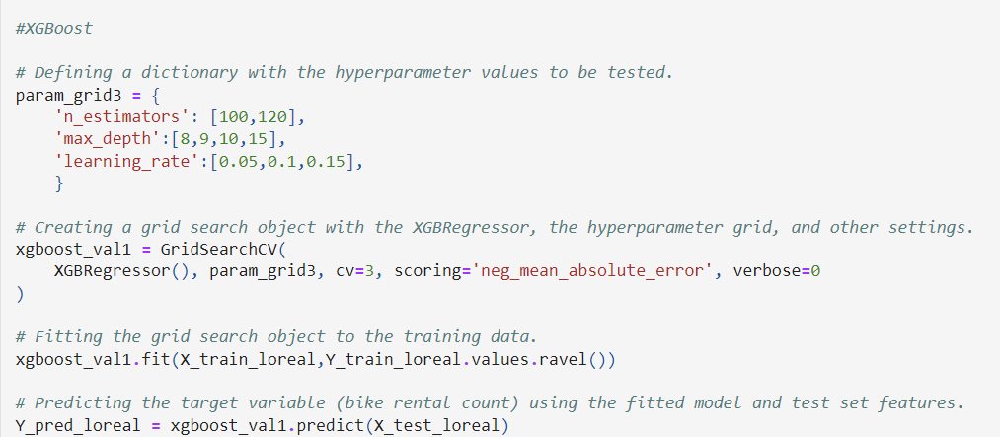 #XGBoost
# Defining a dictionary with the hyperparameter values to be tested.
param_grid3 = {
    'n_estimators': [100,120],
    'max_depth':[8,9,10,15],
    'learning_rate':[0.05,0.1,0.15],
    }
# Creating a grid search object with the XGBRegressor, the hyperparameter grid, and other settings.
xgboost_val1 = GridSearchCV(
    XGBRegressor(), param_grid3, cv=3, scoring='neg_mean_absolute_error', verbose=0
)
# Fitting the grid search object to the training data.
xgboost_val1.fit(X_train_loreal,Y_train_loreal.values.ravel())
# Predicting the target variable (bike rental count) using the fitted model and test set features.
Y_pred_loreal = xgboost_val1.predict(X_test_loreal)